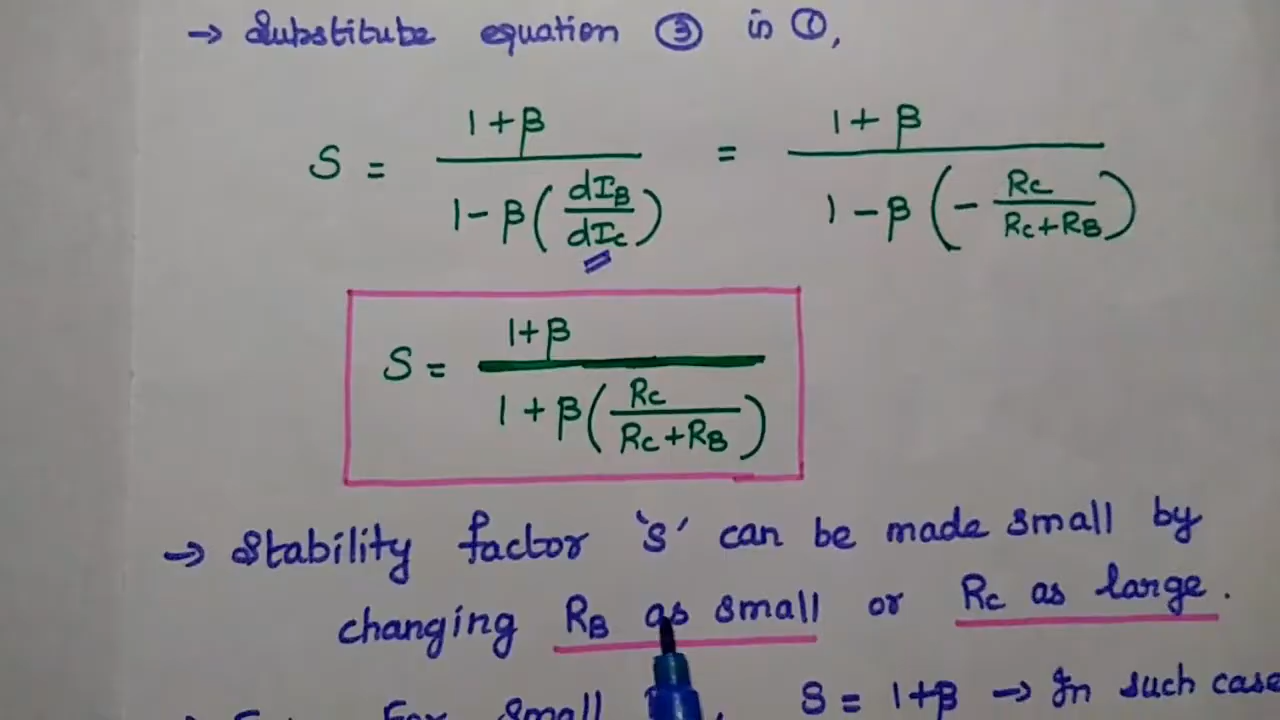 → Substitute equation ③ in ①,
S = (1+β)/(1-β(dIB/dIc)) = (1+β)/(1-β(-Rc/(Rc+RB)))
S = (1+β)/(1+β(Rc/(Rc+RB)))
→ Stability factor 's' can be made small by
changing RB as small or Rc as large.
For small , S = 1+β → In such case